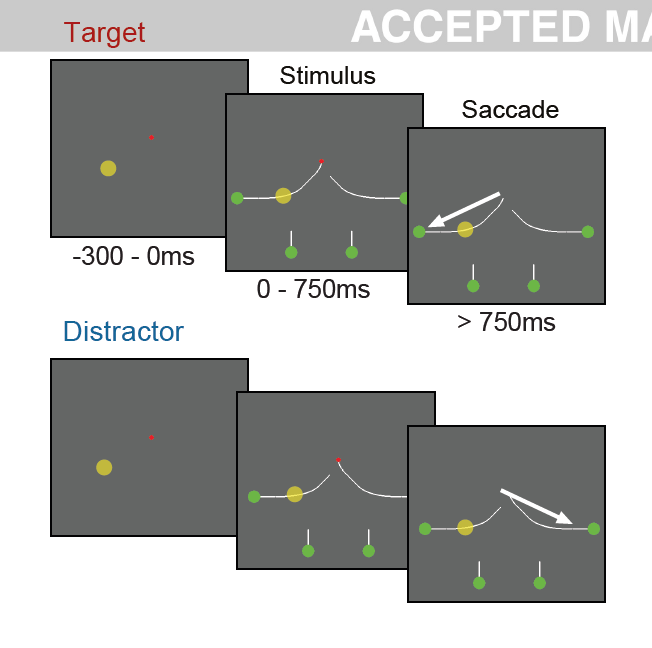 ACCEPTED MA
Target
Stimulus
Saccade
-300 - 0ms
0 - 750ms
> 750ms
Distractor